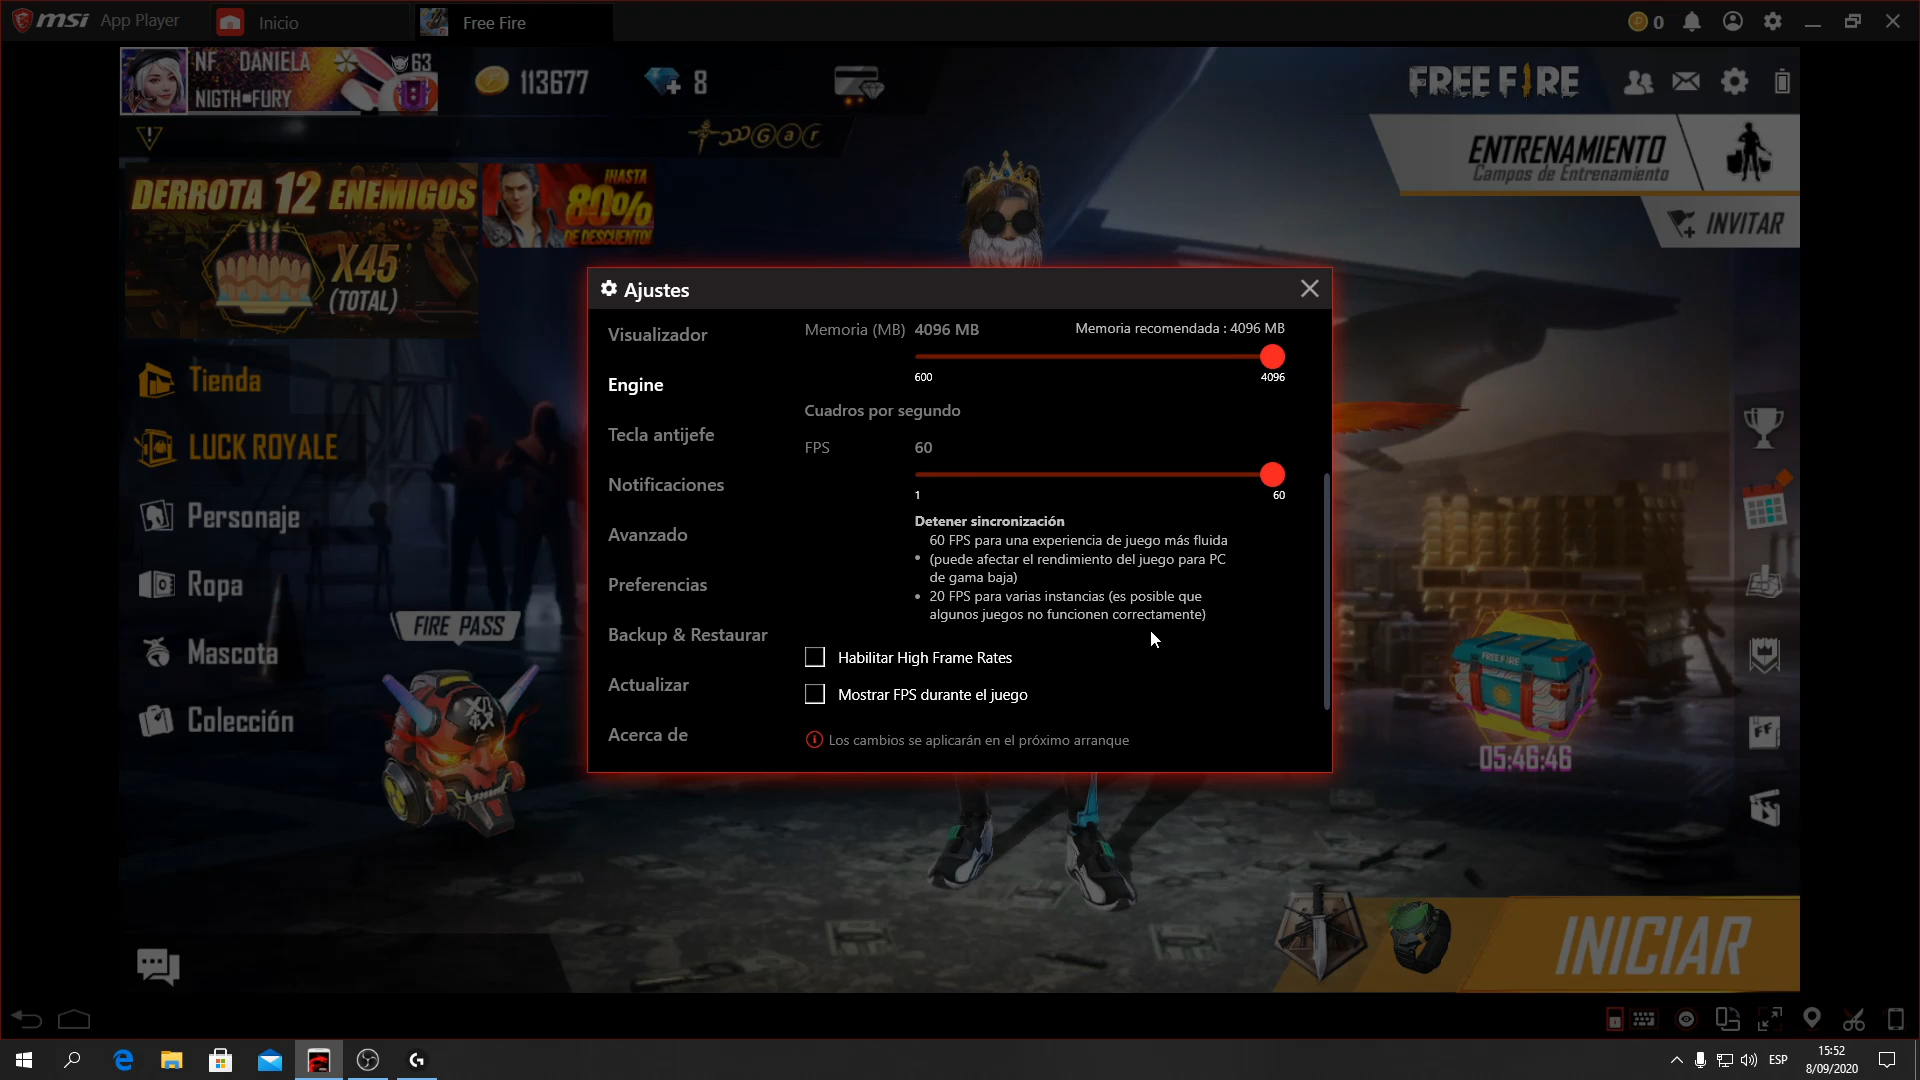 msi App Player
Inicio
Free Fire
0
NF DANIELA
63
NIGTH FURY
113677
8
FREE FIRE
ENTRENAMIENTO
Campos de Entrenamiento
INVITAR
DERROTA 12 ENEMIGOS
X45
(TOTAL)
¡HASTA
80%
DE DESCUENTO!
Tienda
LUCK ROYALE
Personaje
Ropa
Mascota
Colección
FIRE PASS
Ajustes
Visualizador
Engine
Tecla antijefe
Notificaciones
Avanzado
Preferencias
Backup & Restaurar
Actualizar
Acerca de
Memoria (MB) 4096 MB
Memoria recomendada : 4096 MB
600
4096
Cuadros por segundo
FPS 60
1
60
Detener sincronización
60 FPS para una experiencia de juego más fluida
• (puede afectar el rendimiento del juego para PC
de gama baja)
• 20 FPS para varias instancias (es posible que
algunos juegos no funcionen correctamente)
Habilitar High Frame Rates
Mostrar FPS durante el juego
Los cambios se aplicarán en el próximo arranque
FREE FIRE
05:46:46
FF
INICIAR
ESP
15:52
8/09/2020